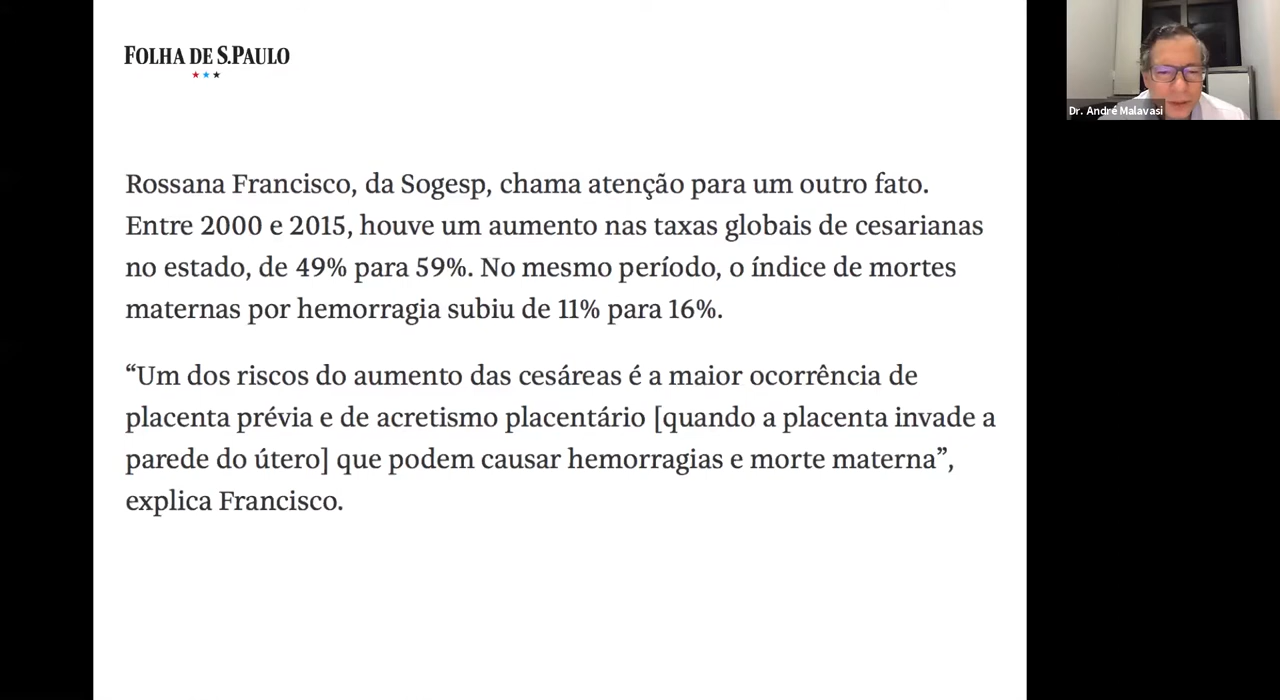 FOLHA DE S.PAULO
Dr. André Malavasi
Rossana Francisco, da Sogesp, chama atenção para um outro fato.
Entre 2000 e 2015, houve um aumento nas taxas globais de cesarianas
no estado, de 49% para 59%. No mesmo período, o índice de mortes
maternas por hemorragia subiu de 11% para 16%.
“Um dos riscos do aumento das cesáreas é a maior ocorrência de
placenta prévia e de acretismo placentário [quando a placenta invade a
parede do útero] que podem causar hemorragias e morte materna”,
explica Francisco.